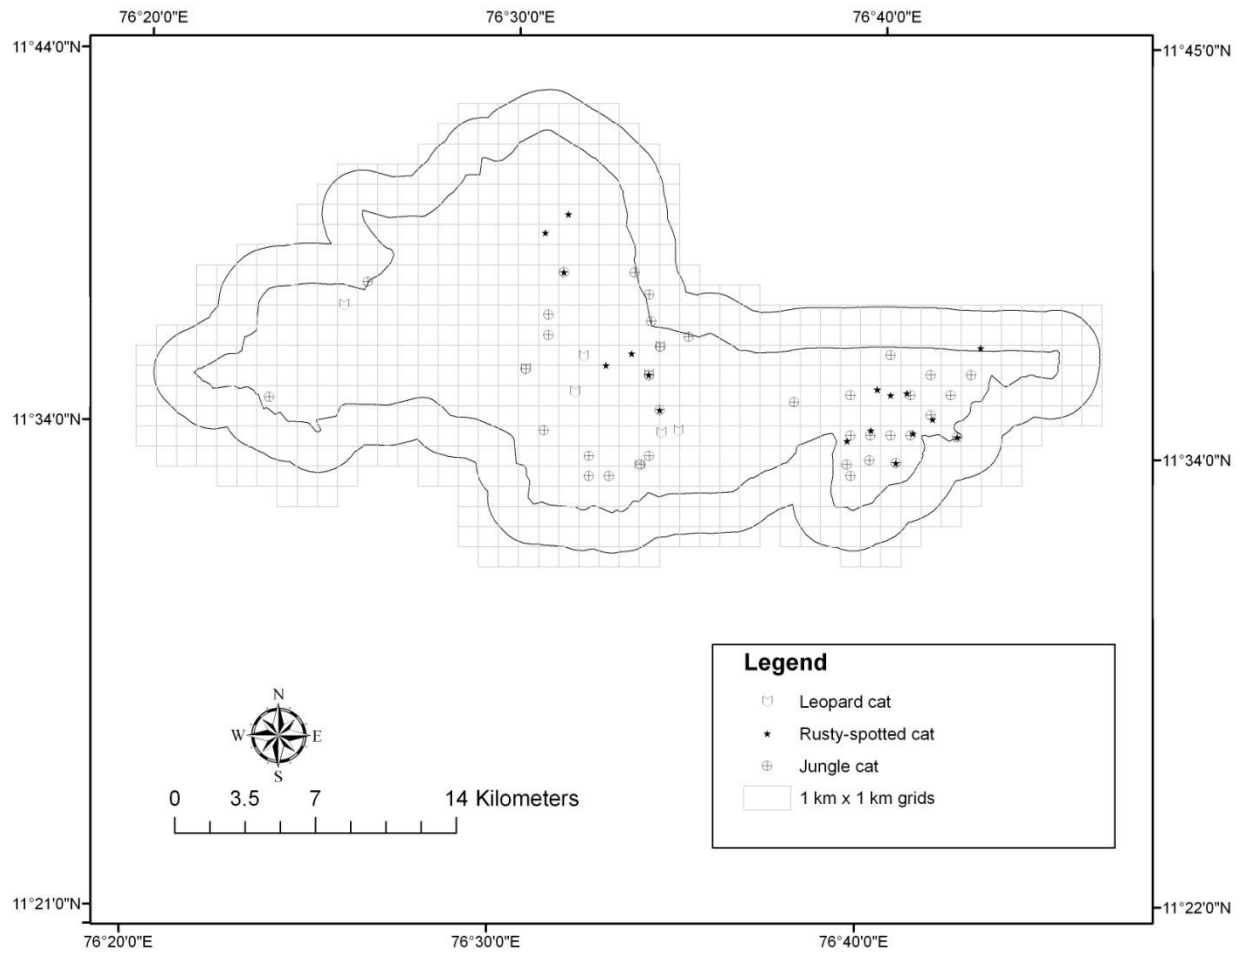 76°20'0"E 76°30'0"E 76°40'0"E
11°44'0"N 11°45'0"N
11°34'0"N 11°34'0"N
Legend
Leopard cat
Rusty-spotted cat
Jungle cat
1 km x 1 km grids
N
W E
S
0 3.5 7 14 Kilometers
11°21'0"N 11°22'0"N
76°20'0"E 76°30'0"E 76°40'0"E